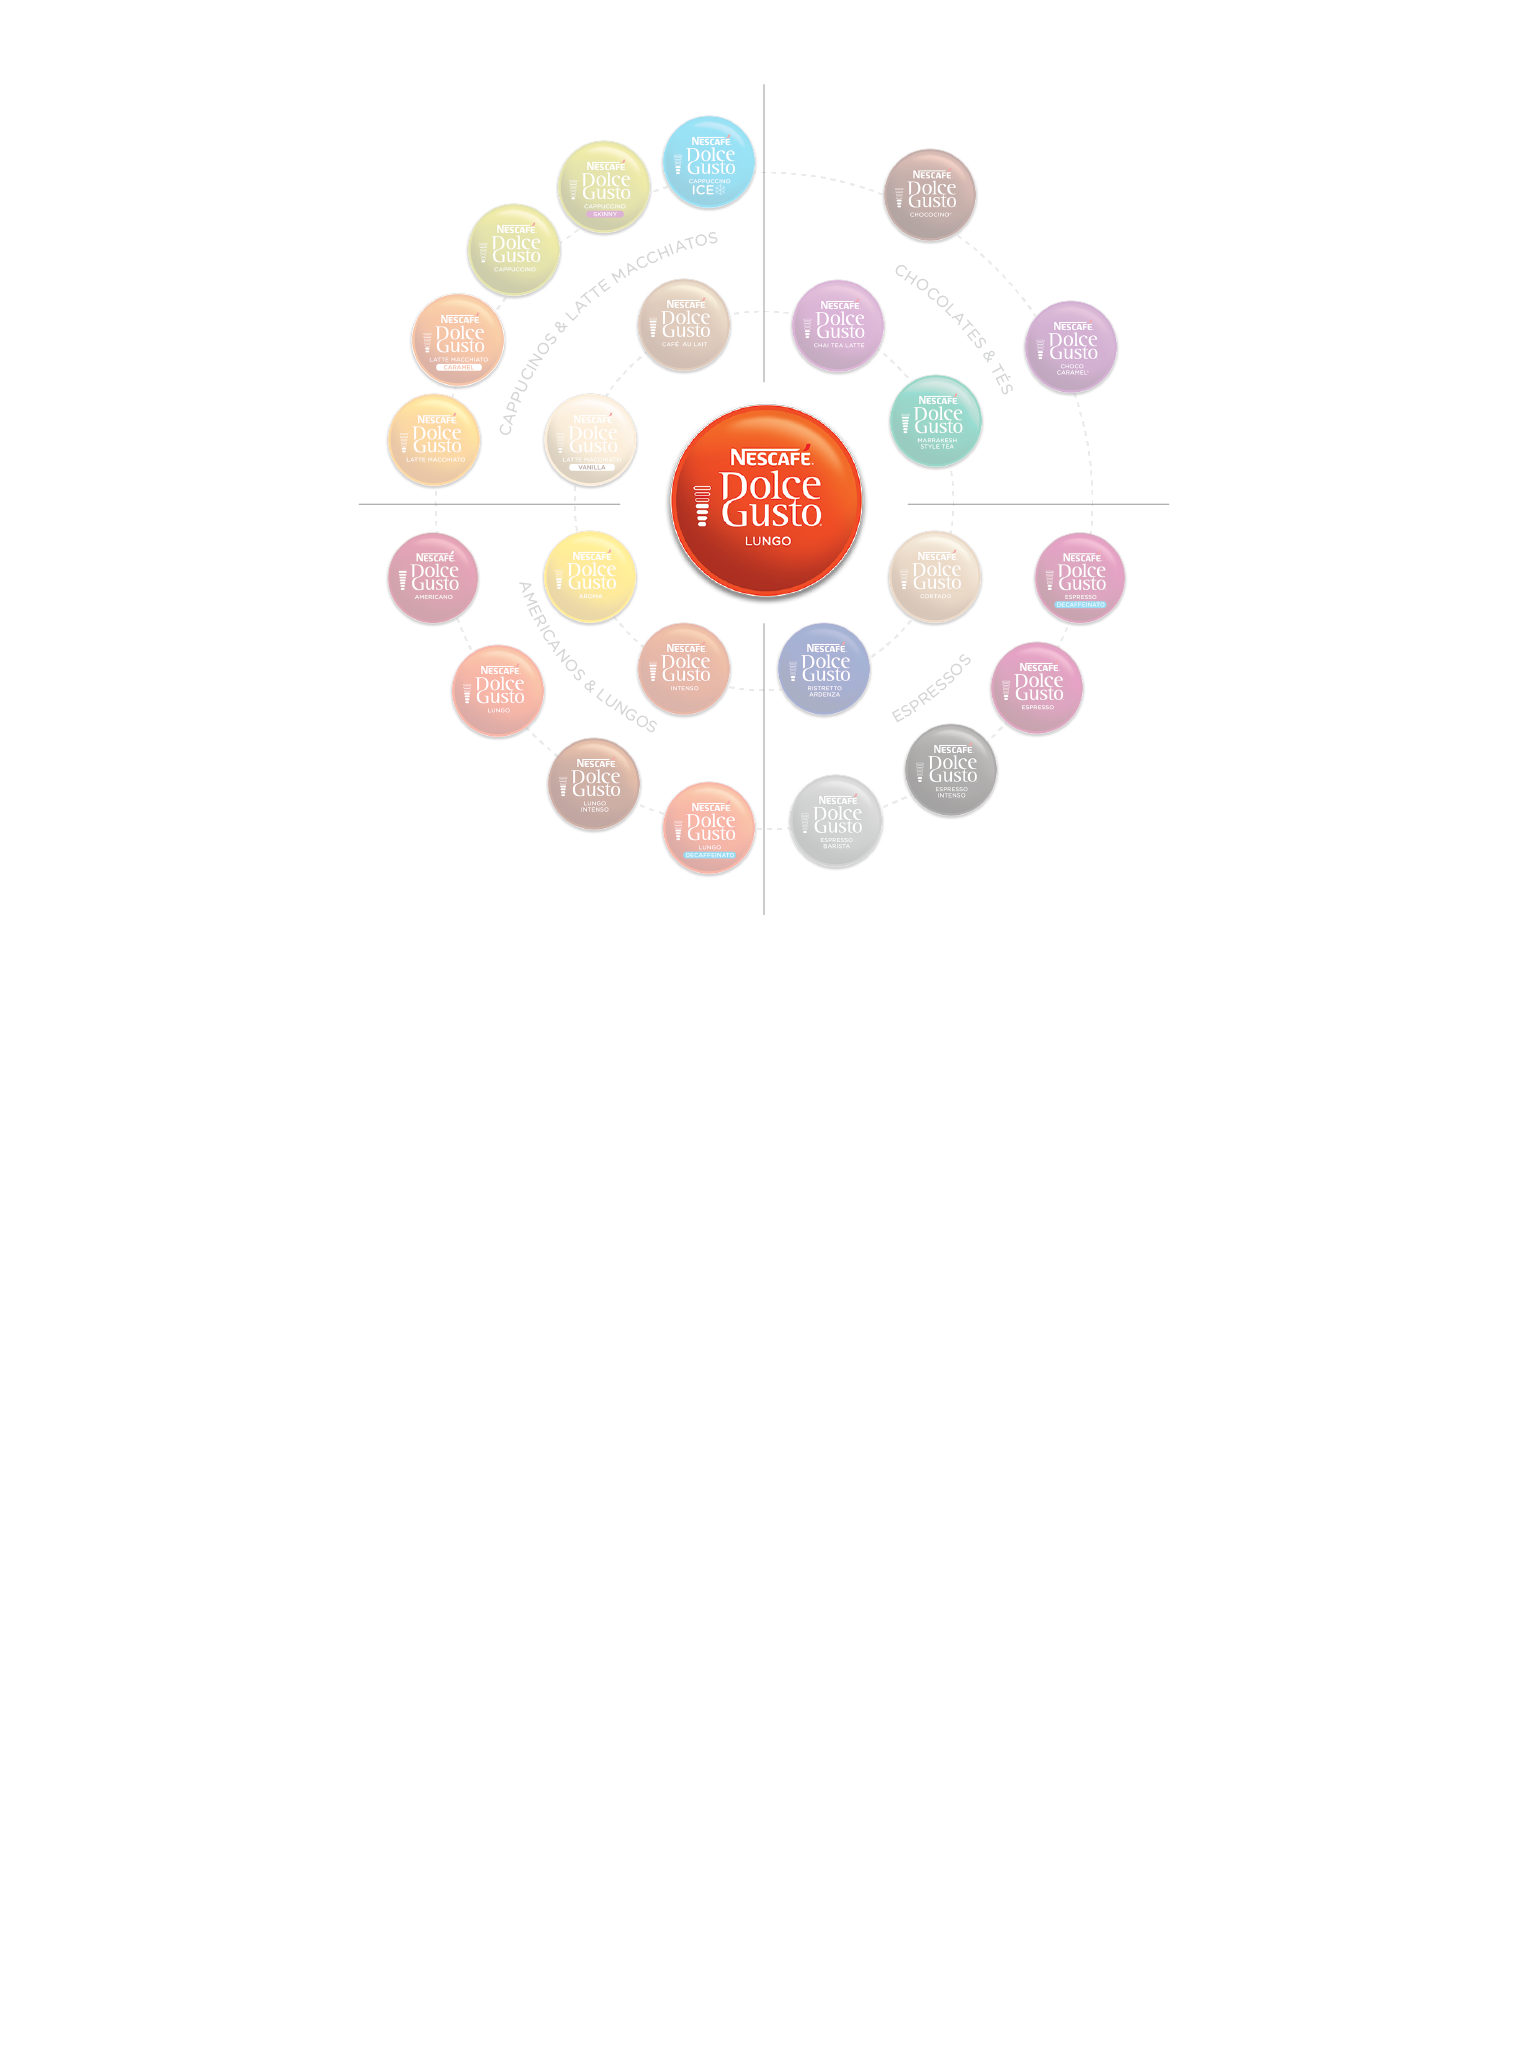 NESCAFÉ
Dolce
Gusto
CAPPUCCINO
ICE
NESCAFÉ
Dolce
Gusto
CAPPUCCINO
SKINNY
NESCAFÉ
Dolce
Gusto
CAPPUCCINO
NESCAFÉ
Dolce
Gusto
LATTE MACCHIATO
CARAMEL
NESCAFÉ
Dolce
Gusto
LATTE MACCHIATO
CAPPUCINOS & LATTE MACCHIATOS
NESCAFÉ
Dolce
Gusto
CAFÉ AU LAIT
NESCAFÉ
Dolce
Gusto
LATTE MACCHIATO
VANILLA
NESCAFÉ
Dolce
Gusto
CHOCOCINO
NESCAFÉ
Dolce
Gusto
CHOCO
CARAMEL
CHOCOLATES & TÉS
NESCAFÉ
Dolce
Gusto
CHAI TEA LATTE
NESCAFÉ
Dolce
Gusto
MARRAKESH
STYLE TEA
NESCAFÉ
Dolce
Gusto
LUNGO
NESCAFÉ
Dolce
Gusto
AMERICANO
NESCAFÉ
Dolce
Gusto
NESCAFÉ
Dolce
Gusto
INTENSO
AMERICANOS & LUNGOS
NESCAFÉ
Dolce
Gusto
LUNGO
NESCAFÉ
Dolce
Gusto
LUNGO
INTENSO
NESCAFÉ
Dolce
Gusto
LUNGO
DECAFFEINATO
NESCAFÉ
Dolce
Gusto
CORTADO
NESCAFÉ
Dolce
Gusto
RISTRETTO
ARDENZA
ESPRESSOS
NESCAFÉ
Dolce
Gusto
ESPRESSO
DECAFFEINATO
NESCAFÉ
Dolce
Gusto
ESPRESSO
NESCAFÉ
Dolce
Gusto
ESPRESSO
INTENSO
NESCAFÉ
Dolce
Gusto
ESPRESSO
BARISTA